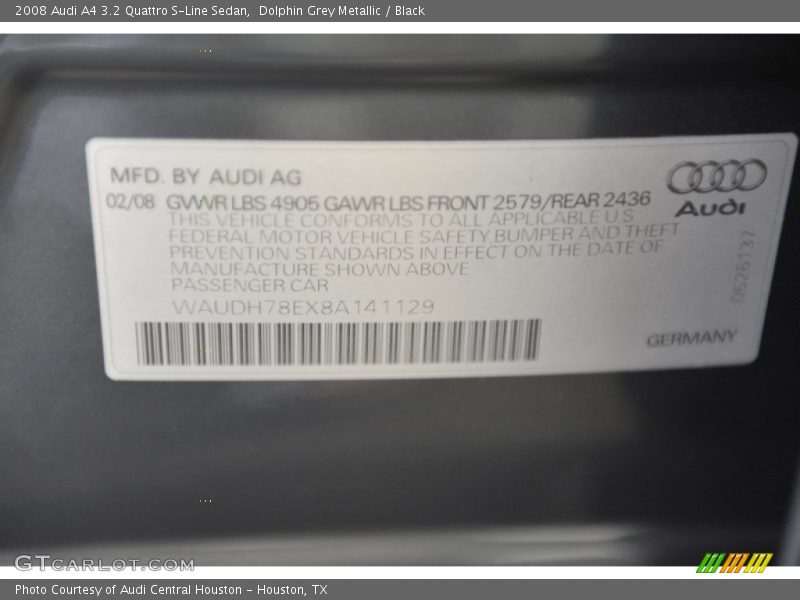 2008 Audi A4 3.2 Quattro S-Line Sedan,  Dolphin Grey Metallic / Black
MFD. BY AUDI AG
02/08 GVWR LBS 4905 GAWR LBS FRONT 2579/REAR 2436
THIS VEHICLE CONFORMS TO ALL APPLICABLE U S
FEDERAL MOTOR VEHICLE SAFETY, BUMPER AND THEFT
PREVENTION STANDARDS IN EFFECT ON THE DATE OF
MANUFACTURE SHOWN ABOVE
PASSENGER CAR
WAUDH78EX8A141129
Audi
0626137
GERMANY
GTCARLOT.COM
Photo Courtesy of Audi Central Houston - Houston, TX